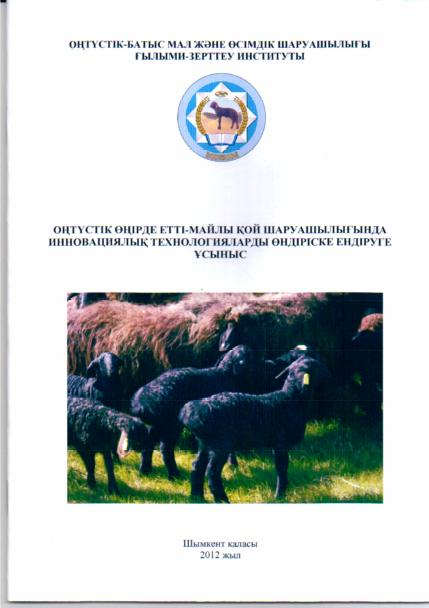 ОҢТҮСТІК-БАТЫС МАЛ ЖӘНЕ ӨСІМДІК ШАРУАШЫЛЫҒЫ
ҒЫЛЫМИ-ЗЕРТТЕУ ИНСТИТУТЫ
ОҢТҮСТІК ӨҢІРДЕ ЕТТІ-МАЙЛЫ ҚОЙ ШАРУАШЫЛЫҒЫНДА
ИННОВАЦИЯЛЫҚ ТЕХНОЛОГИЯЛАРДЫ ӨНДІРІСКЕ ЕНДІРУГЕ
ҰСЫНЫС
Шымкент қаласы
2012 жыл